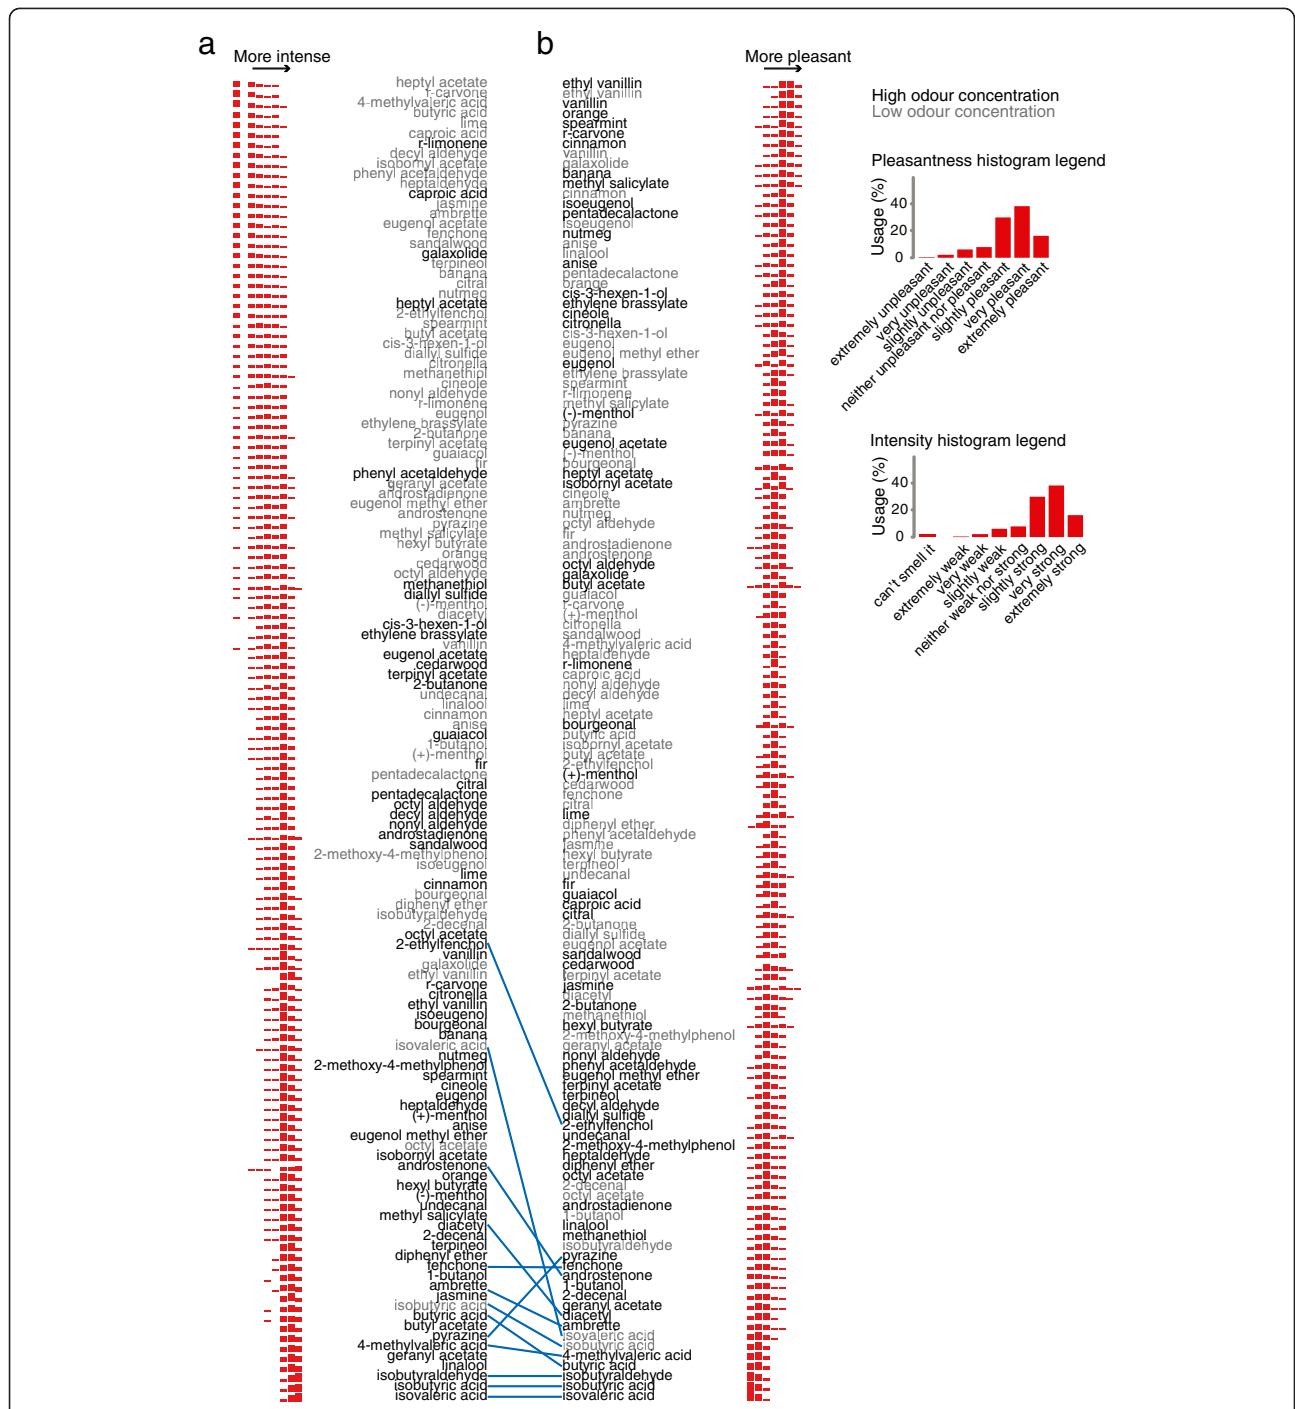 a
More intense
heptyl acetate
r-carvone
4-methylvaleric acid
butyric acid
lime
caproic acid
r-limonene
decyl aldehyde
isobornyl acetate
phenyl acetaldehyde
heptaldehyde
caproic acid
jasmine
ambrette
eugenol acetate
fenchone
sandalwood
galaxolide
terpineol
banana
citral
nutmeg
heptyl acetate
2-ethylfenchol
spearmint
butyl acetate
cis-3-hexen-1-ol
diallyl sulfide
citronella
methanethiol
cineole
nonyl aldehyde
r-limonene
eugenol
ethylene brassylate
2-butanone
terpinyl acetate
guaiacol
fir
phenyl acetaldehyde
geranyl acetate
androstadienone
eugenol methyl ether
androstenone
pyrazine
methyl salicylate
hexyl butyrate
orange
cedarwood
octyl aldehyde
methanethiol
diallyl sulfide
(-)-menthol
diacetyl
cis-3-hexen-1-ol
ethylene brassylate
vanillin
eugenol acetate
cedarwood
terpinyl acetate
2-butanone
undecanal
linalool
cinnamon
anise
guaiacol
1-butanol
(+)-menthol
fir
pentadecalactone
citral
pentadecalactone
octyl aldehyde
decyl aldehyde
nonyl aldehyde
androstadienone
sandalwood
2-methoxy-4-methylphenol
isoeugenol
lime
cinnamon
bourgeonal
diphenyl ether
isobutyraldehyde
2-decenal
octyl acetate
2-ethylfenchol
vanillin
galaxolide
ethyl vanillin
r-carvone
citronella
ethyl vanillin
isoeugenol
bourgeonal
banana
isovaleric acid
nutmeg
2-methoxy-4-methylphenol
spearmint
cineole
eugenol
heptaldehyde
(+)-menthol
anise
eugenol methyl ether
octyl acetate
isobornyl acetate
androstenone
orange
hexyl butyrate
(-)-menthol
undecanal
methyl salicylate
diacetyl
2-decenal
terpineol
diphenyl ether
fenchone
1-butanol
ambrette
jasmine
isobutyric acid
butyric acid
butyl acetate
pyrazine
4-methylvaleric acid
geranyl acetate
linalool
isobutyraldehyde
isobutyric acid
isovaleric acid
b
More pleasant
ethyl vanillin
ethyl vanillin
vanillin
orange
spearmint
r-carvone
cinnamon
vanillin
galaxolide
banana
methyl salicylate
cinnamon
isoeugenol
pentadecalactone
isoeugenol
nutmeg
anise
linalool
anise
pentadecalactone
orange
cis-3-hexen-1-ol
ethylene brassylate
cineole
citronella
cis-3-hexen-1-ol
eugenol
eugenol methyl ether
eugenol
ethylene brassylate
spearmint
r-limonene
methyl salicylate
(-)-menthol
pyrazine
banana
eugenol acetate
(-)-menthol
bourgeonal
heptyl acetate
isobornyl acetate
cineole
ambrette
nutmeg
octyl aldehyde
fir
androstadienone
androstenone
octyl aldehyde
galaxolide
butyl acetate
guaiacol
r-carvone
(+)-menthol
citronella
sandalwood
4-methylvaleric acid
heptaldehyde
r-limonene
caproic acid
nonyl aldehyde
decyl aldehyde
lime
heptyl acetate
bourgeonal
butyric acid
isobornyl acetate
butyl acetate
2-ethylfenchol
(+)-menthol
cedarwood
fenchone
citral
lime
diphenyl ether
phenyl acetaldehyde
jasmine
hexyl butyrate
terpineol
undecanal
fir
guaiacol
caproic acid
citral
2-butanone
diallyl sulfide
eugenol acetate
sandalwood
cedarwood
terpinyl acetate
jasmine
diacetyl
2-butanone
methanethiol
hexyl butyrate
2-methoxy-4-methylphenol
geranyl acetate
nonyl aldehyde
phenyl acetaldehyde
eugenol methyl ether
terpinyl acetate
terpineol
decyl aldehyde
diallyl sulfide
2-ethylfenchol
undecanal
2-methoxy-4-methylphenol
heptaldehyde
diphenyl ether
octyl acetate
2-decenal
octyl acetate
androstadienone
1-butanol
linalool
methanethiol
isobutyraldehyde
pyrazine
fenchone
androstenone
1-butanol
2-decenal
geranyl acetate
diacetyl
ambrette
isovaleric acid
isobutyric acid
4-methylvaleric acid
butyric acid
isobutyraldehyde
isobutyric acid
isovaleric acid
High odour concentration
Low odour concentration
Pleasantness histogram legend
Usage (%)
40
20
0
extremely unpleasant
very unpleasant
slightly unpleasant
neither unpleasant nor pleasant
slightly pleasant
very pleasant
extremely pleasant
Intensity histogram legend
Usage (%)
40
20
0
can't smell it
extremely weak
very weak
slightly weak
neither weak nor strong
slightly strong
very strong
extremely strong